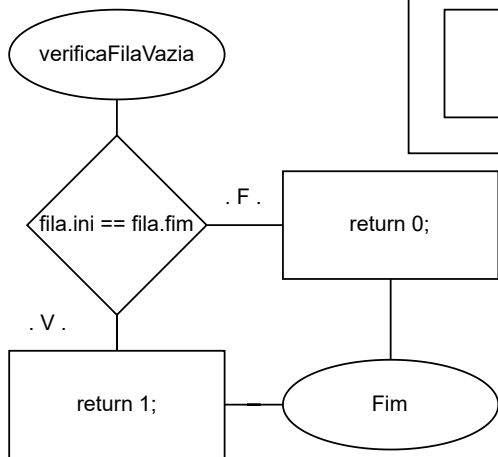 verificaFilaVazia
fila.ini == fila.fim
. F .
return 0;
. V .
return 1;
Fim